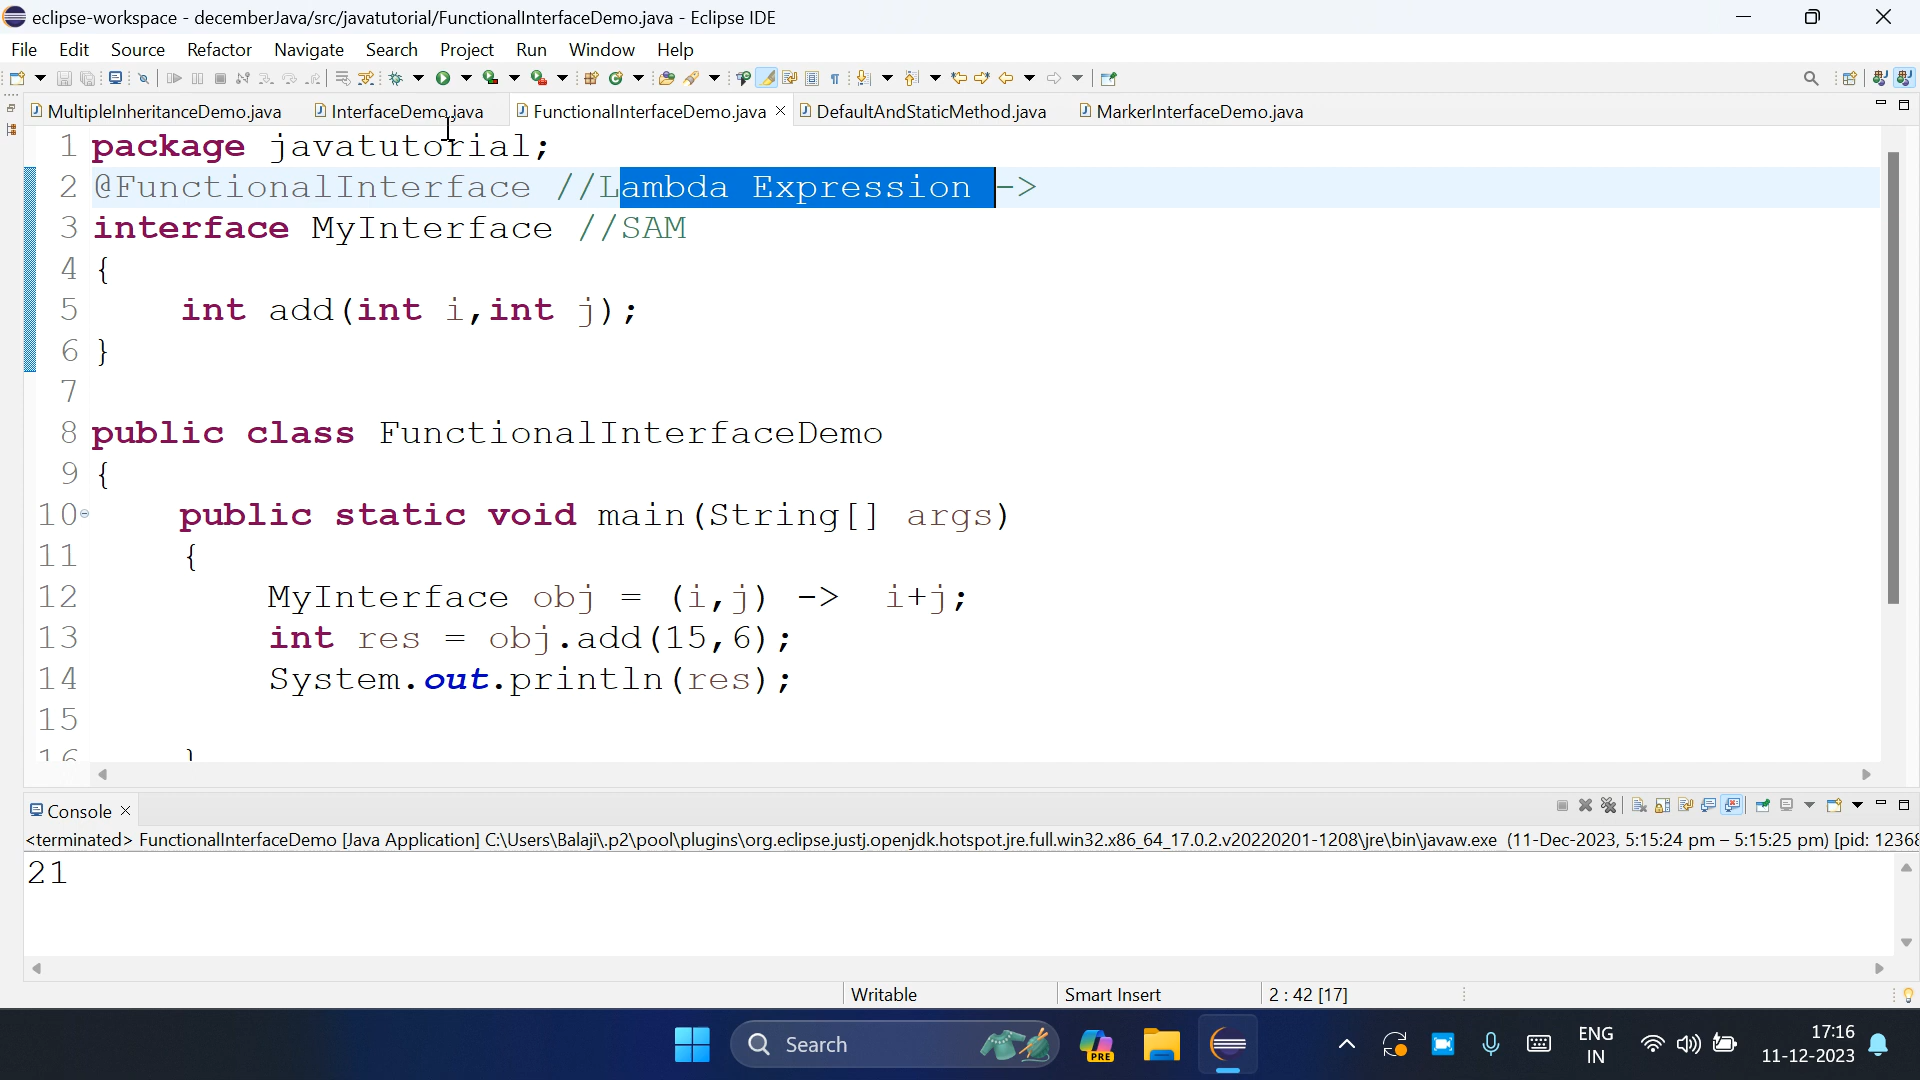 eclipse-workspace - decemberJava/src/javatutorial/FunctionalInterfaceDemo.java - Eclipse IDE
File Edit Source Refactor Navigate Search Project Run Window Help
MultipleInheritanceDemo.java InterfaceDemo.java FunctionalInterfaceDemo.java DefaultAndStaticMethod.java MarkerInterfaceDemo.java
1 package javatutorial;
2 @FunctionalInterface //Lambda Expression ->
3 interface MyInterface //SAM
4 {
5 int add(int i,int j);
6 }
7
8 public class FunctionalInterfaceDemo
9 {
10 public static void main(String[] args)
11 {
12 MyInterface obj = (i,j) -> i+j;
13 int res = obj.add(15,6);
14 System.out.println(res);
15
16 }
Console
<terminated> FunctionalInterfaceDemo [Java Application] C:\Users\Balaji\.p2\pool\plugins\org.eclipse.justj.openjdk.hotspot.jre.full.win32.x86_64_17.0.2.v20220201-1208\jre\bin\javaw.exe (11-Dec-2023, 5:15:24 pm – 5:15:25 pm) [pid: 12368
21
Writable Smart Insert 2 : 42 [17]
Search PRE ENG IN 17:16 11-12-2023